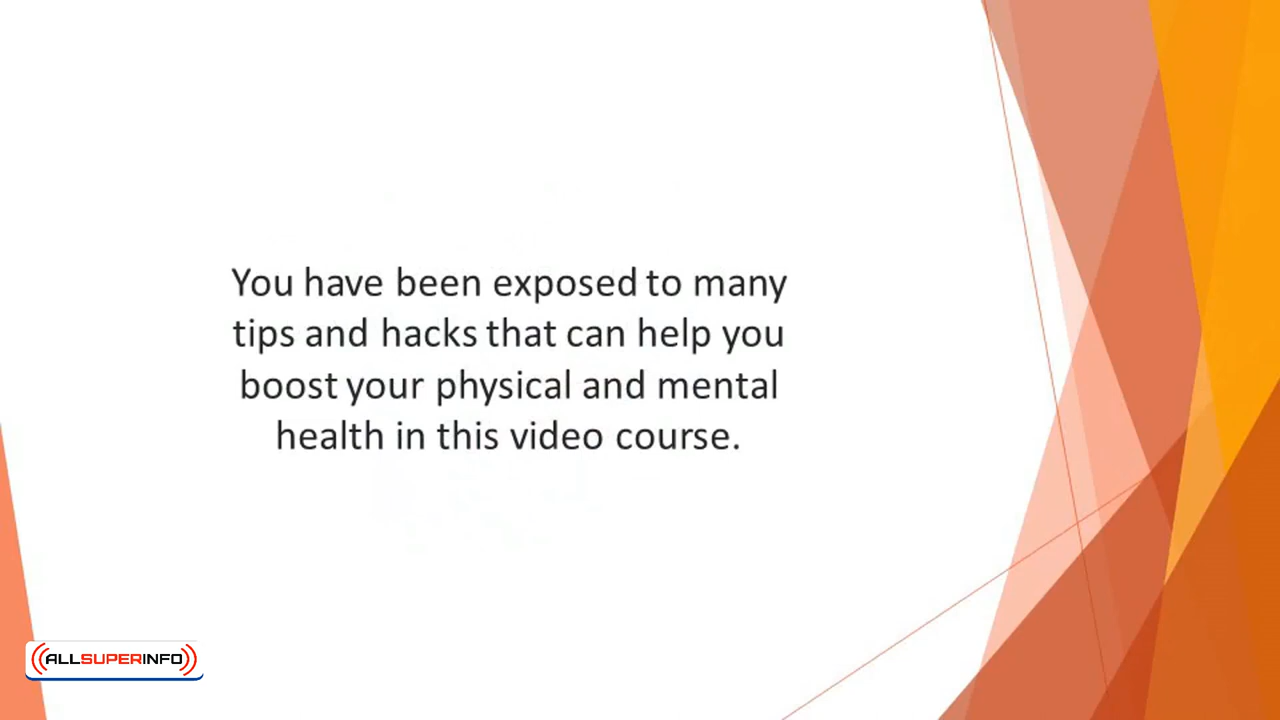 You have been exposed to many
tips and hacks that can help you
boost your physical and mental
health in this video course.
ALLSUPERINFO